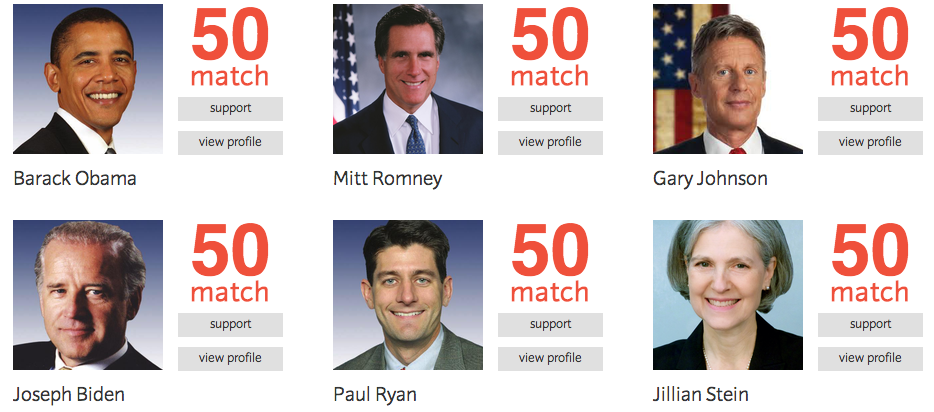 50
match
support
view profile
Barack Obama
50
match
support
view profile
Mitt Romney
50
match
support
view profile
Gary Johnson
50
match
support
view profile
Joseph Biden
50
match
support
view profile
Paul Ryan
50
match
support
view profile
Jillian Stein